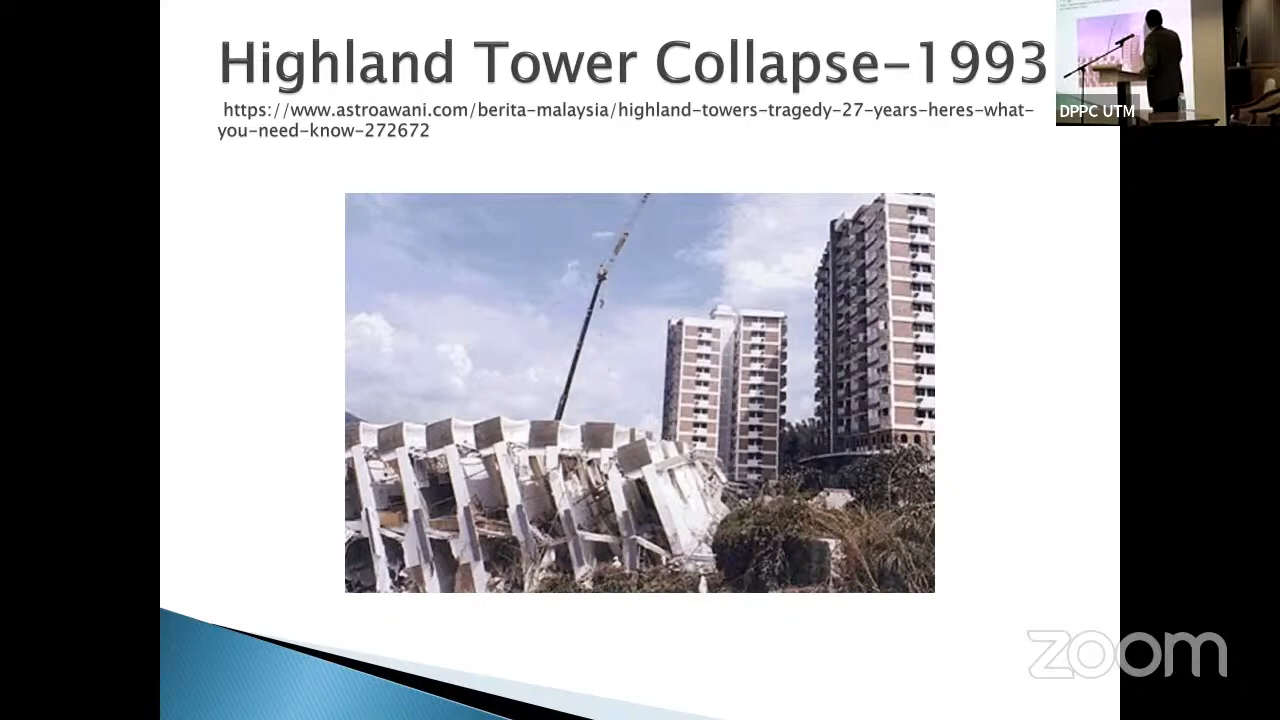 Highland Tower Collapse-1993
https://www.astroawani.com/berita-malaysia/highland-towers-tragedy-27-years-heres-what-
you-need-know-272672
DPPC UTM
zoom